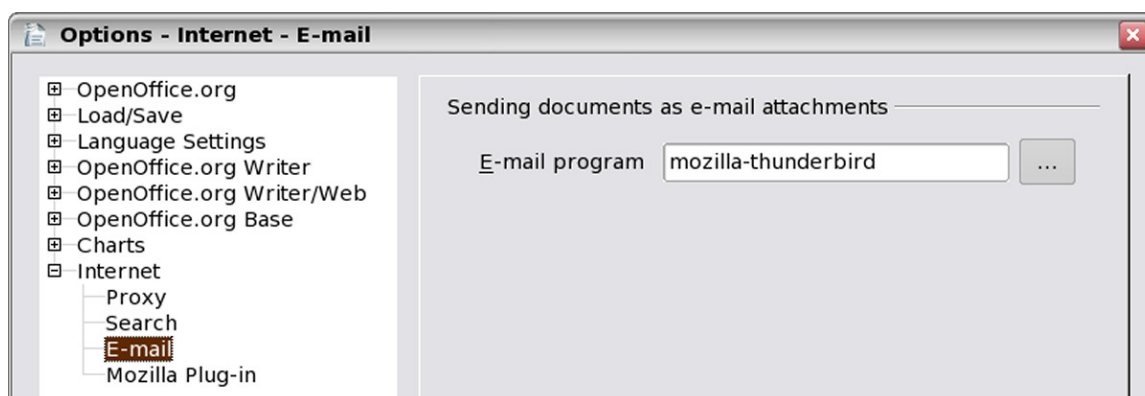 Options - Internet - E-mail
OpenOffice.org
Load/Save
Language Settings
OpenOffice.org Writer
OpenOffice.org Writer/Web
OpenOffice.org Base
Charts
Internet
Proxy
Search
E-mail
Mozilla Plug-in
Sending documents as e-mail attachments
E-mail program mozilla-thunderbird ...